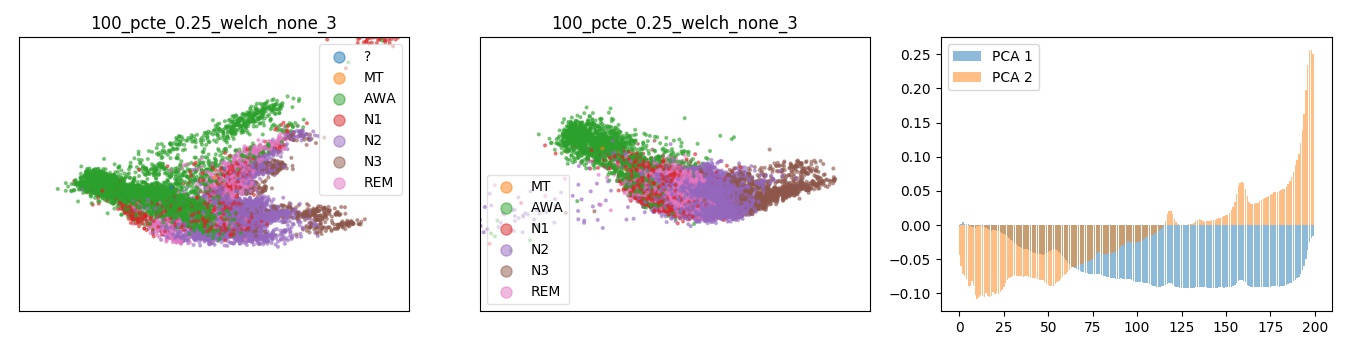 100_pcte_0.25_welch_none_3
?
MT
AWA
N1
N2
N3
REM
100_pcte_0.25_welch_none_3
MT
AWA
N1
N2
N3
REM
PCA 1
PCA 2
0.25
0.20
0.15
0.10
0.05
0.00
−0.05
−0.10
0 25 50 75 100 125 150 175 200